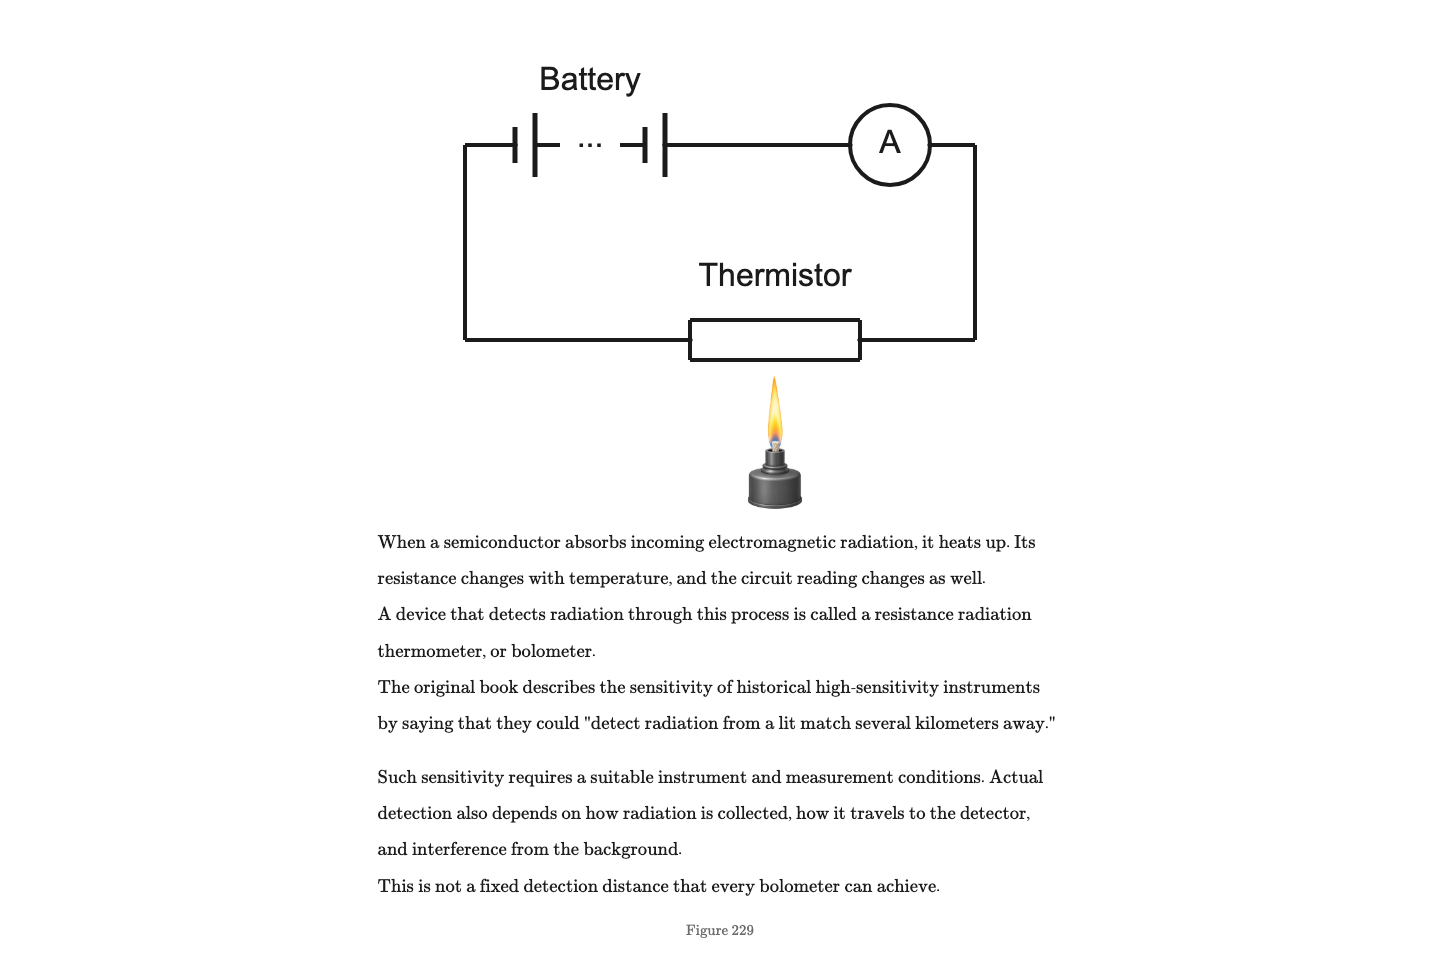 Battery
...
A
Thermistor
When a semiconductor absorbs incoming electromagnetic radiation, it heats up. Its
resistance changes with temperature, and the circuit reading changes as well.
A device that detects radiation through this process is called a resistance radiation
thermometer, or bolometer.
The original book describes the sensitivity of historical high-sensitivity instruments
by saying that they could "detect radiation from a lit match several kilometers away."
Such sensitivity requires a suitable instrument and measurement conditions. Actual
detection also depends on how radiation is collected, how it travels to the detector,
and interference from the background.
This is not a fixed detection distance that every bolometer can achieve.
Figure 229